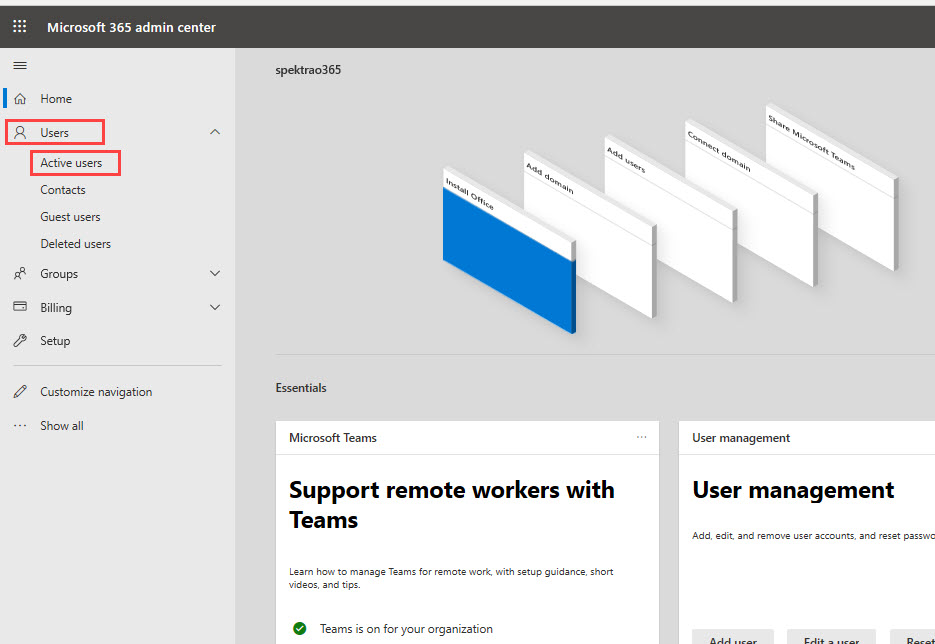 Microsoft 365 admin center
Home
Users
Active users
Contacts
Guest users
Deleted users
Groups
Billing
Setup
Customize navigation
Show all
spektrao365
Install Office
Add domain
Add users
Connect domain
Share Microsoft Teams
Essentials
Microsoft Teams
Support remote workers with
Teams
Learn how to manage Teams for remote work, with setup guidance, short
videos, and tips.
Teams is on for your organization
User management
User management
Add, edit, and remove user accounts, and reset passwo
Add user
Edit a user
Reset